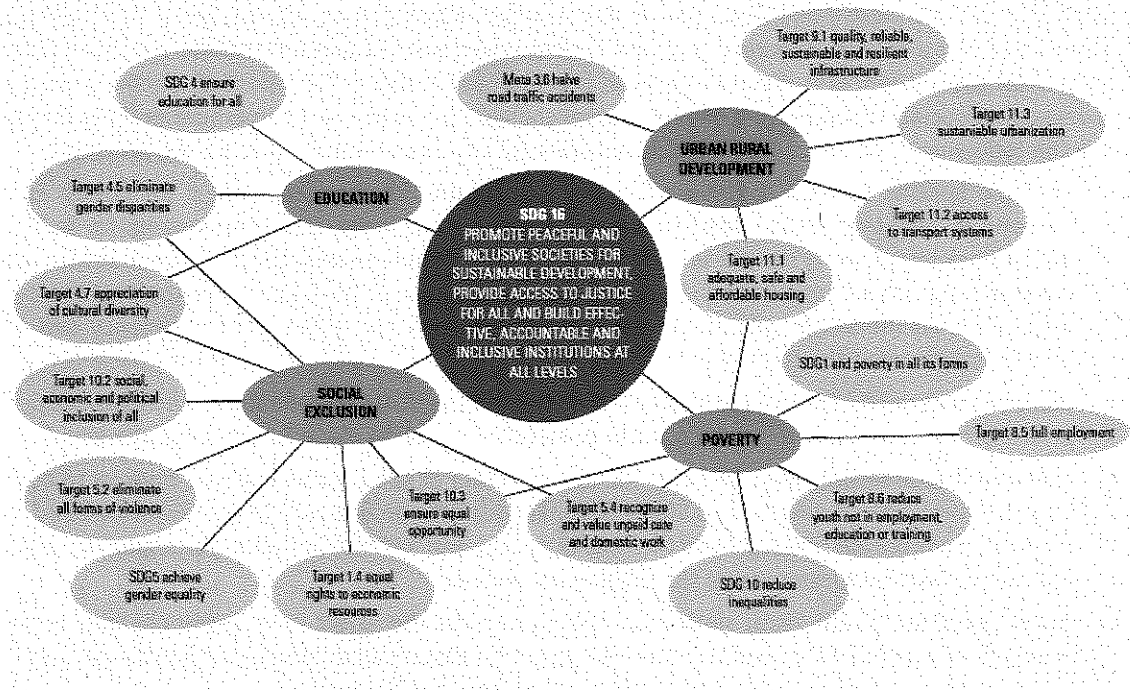 Target 9.1 quality, reliable,
sustainable and resilient
infrastructure
SDG 4 ensure
education for all
Meta 3.6 halve
road traffic accidents
Target 11.3
sustainable urbanization
URBAN RURAL
DEVELOPMENT
Target 4.5 eliminate
gender disparities
EDUCATION
SDG 16
PROMOTE PEACEFUL AND
INCLUSIVE SOCIETIES FOR
SUSTAINABLE DEVELOPMENT,
PROVIDE ACCESS TO JUSTICE
FOR ALL AND BUILD EFFEC-
TIVE, ACCOUNTABLE AND
INCLUSIVE INSTITUTIONS AT
ALL LEVELS
Target 11.2 access
to transport systems
Target 11.1
adequate, safe and
affordable housing
Target 4.7 appreciation
of cultural diversity
SDG1 end poverty in all its forms
Target 10.2 social,
economic and political
inclusion of all
SOCIAL
EXCLUSION
POVERTY
Target 8.5 full employment
Target 5.2 eliminate
all forms of violence
Target 10.3
ensure equal
opportunity
Target 5.4 recognize
and value unpaid care
and domestic work
Target 8.6 reduce
youth not in employment,
education or training
SDG5 achieve
gender equality
Target 1.4 equal
rights to economic
resources
SDG 10 reduce
inequalities